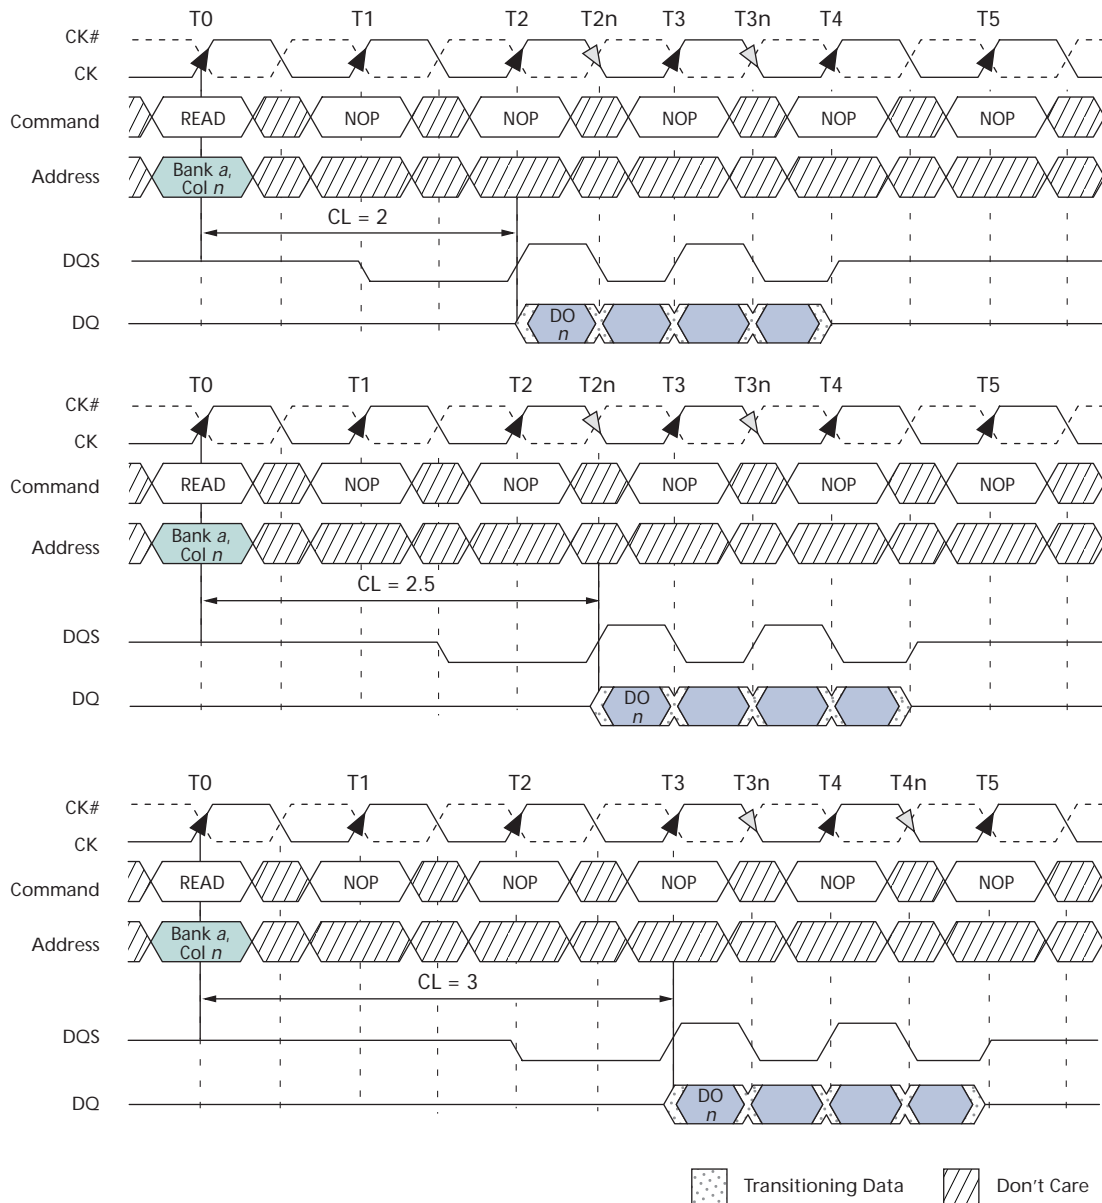 T0 T1 T2 T2n T3 T3n T4 T5
CK#
CK
Command READ NOP NOP NOP NOP NOP
Address Bank a,
Col n
CL = 2
DQS
DQ DO
n
T0 T1 T2 T2n T3 T3n T4 T5
CK#
CK
Command READ NOP NOP NOP NOP NOP
Address Bank a,
Col n
CL = 2.5
DQS
DQ DO
n
T0 T1 T2 T3 T3n T4 T4n T5
CK#
CK
Command READ NOP NOP NOP NOP NOP
Address Bank a,
Col n
CL = 3
DQS
DQ DO
n
Transitioning Data Don't Care